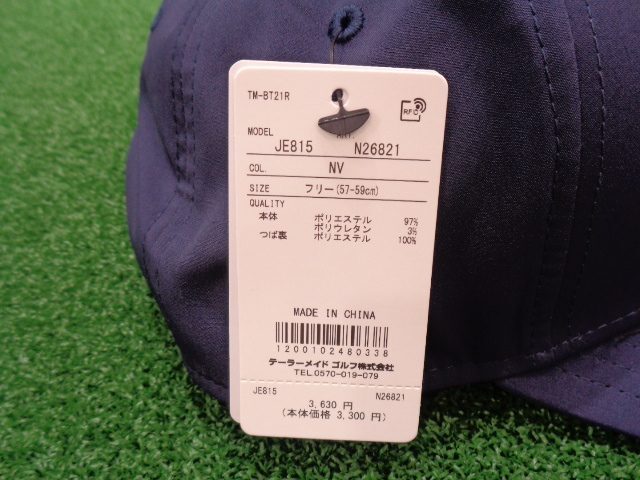 TM-BT21R
RFID
MODEL ART.
JE815 N26821
COL. NV
SIZE フリー(57-59cm)
QUALITY
本体 ポリエステル 97%
ポリウレタン 3%
つば裏 ポリエステル 100%
MADE IN CHINA
1200102480338
テーラーメイド ゴルフ株式会社
TEL.0570-019-079
JE815 N26821
3,630 円
(本体価格 3,300 円)